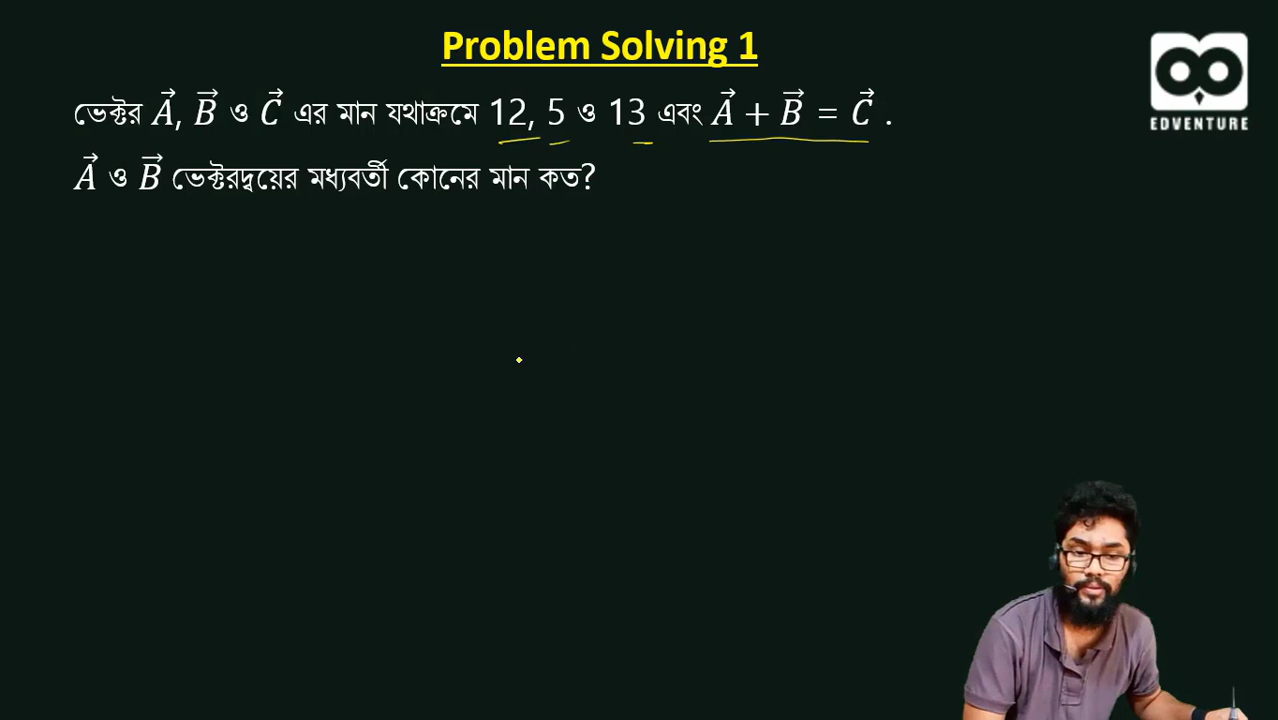 Problem Solving 1
EDVENTURE
ভেক্টর A⃗, B⃗ ও C⃗ এর মান যথাক্রমে 12, 5 ও 13 এবং A⃗ + B⃗ = C⃗ .
A⃗ ও B⃗ ভেক্টরদ্বয়ের মধ্যবর্তী কোনের মান কত?